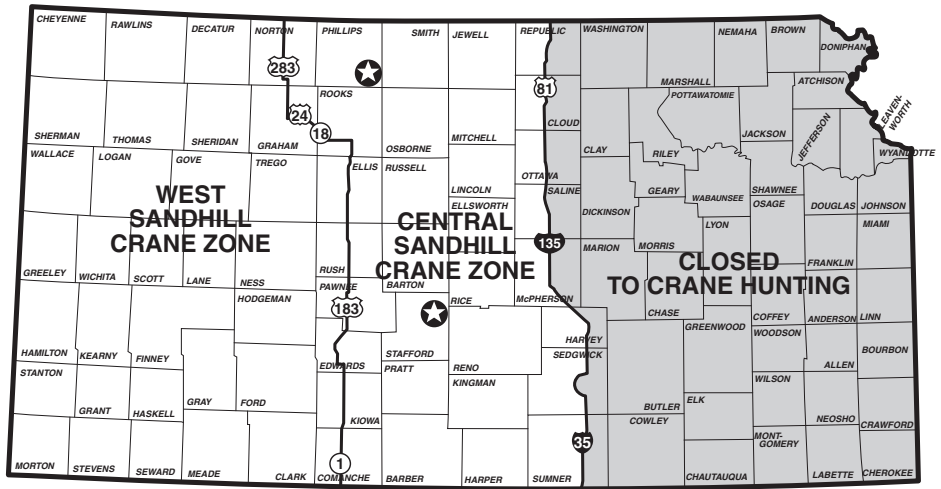 CHEYENNE
RAWLINS
DECATUR
NORTON
PHILLIPS
SMITH
JEWELL
REPUBLIC
WASHINGTON
NEMAHA
BROWN
DONIPHAN
283
81
MARSHALL
ATCHISON
ROOKS
POTTAWATOMIE
24
18
CLOUD
LEAVEN-
WORTH
SHERMAN
THOMAS
SHERIDAN
GRAHAM
OSBORNE
MITCHELL
CLAY
RILEY
JACKSON
JEFFERSON
WYANDOTTE
WALLACE
LOGAN
GOVE
TREGO
ELLIS
RUSSELL
OTTAWA
LINCOLN
SALINE
GEARY
WABAUNSEE
SHAWNEE
ELLSWORTH
DICKINSON
OSAGE
DOUGLAS
JOHNSON
WEST
SANDHILL
CRANE ZONE
CENTRAL
SANDHILL
CRANE ZONE
LYON
MIAMI
135
MARION
MORRIS
CLOSED
TO CRANE HUNTING
FRANKLIN
GREELEY
WICHITA
SCOTT
LANE
NESS
RUSH
PAWNEE
BARTON
HODGEMAN
RICE
McPHERSON
183
CHASE
COFFEY
ANDERSON
LINN
GREENWOOD
WOODSON
HAMILTON
KEARNY
FINNEY
STAFFORD
HARVEY
SEDGWICK
BOURBON
STANTON
EDWARDS
PRATT
RENO
ALLEN
KINGMAN
WILSON
GRANT
HASKELL
GRAY
FORD
KIOWA
BUTLER
ELK
COWLEY
NEOSHO
CRAWFORD
35
MONT-
GOMERY
MORTON
STEVENS
SEWARD
MEADE
CLARK
1
COMANCHE
BARBER
HARPER
SUMNER
CHAUTAUQUA
LABETTE
CHEROKEE